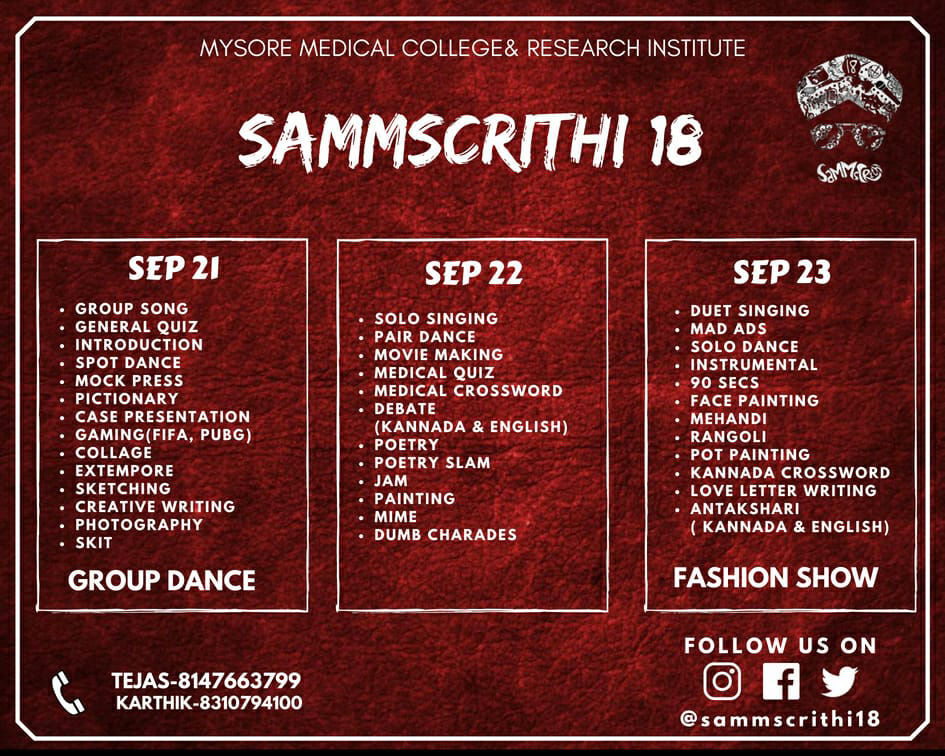 MYSORE MEDICAL COLLEGE& RESEARCH INSTITUTE
SAMMSCRITHI 18
SEP 21
• GROUP SONG
• GENERAL QUIZ
• INTRODUCTION
• SPOT DANCE
• MOCK PRESS
• PICTIONARY
• CASE PRESENTATION
• GAMING(FIFA, PUBG)
• COLLAGE
• EXTEMPORE
• SKETCHING
• CREATIVE WRITING
• PHOTOGRAPHY
• SKIT
GROUP DANCE
SEP 22
• SOLO SINGING
• PAIR DANCE
• MOVIE MAKING
• MEDICAL QUIZ
• MEDICAL CROSSWORD
• DEBATE
(KANNADA & ENGLISH)
• POETRY
• POETRY SLAM
• JAM
• PAINTING
• MIME
• DUMB CHARADES
SEP 23
• DUET SINGING
• MAD ADS
• SOLO DANCE
• INSTRUMENTAL
• 90 SECS
• FACE PAINTING
• MEHANDI
• RANGOLI
• POT PAINTING
• KANNADA CROSSWORD
• LOVE LETTER WRITING
• ANTAKSHARI
( KANNADA & ENGLISH)
FASHION SHOW
TEJAS-8147663799
KARTHIK-8310794100
FOLLOW US ON
@sammscrithi18